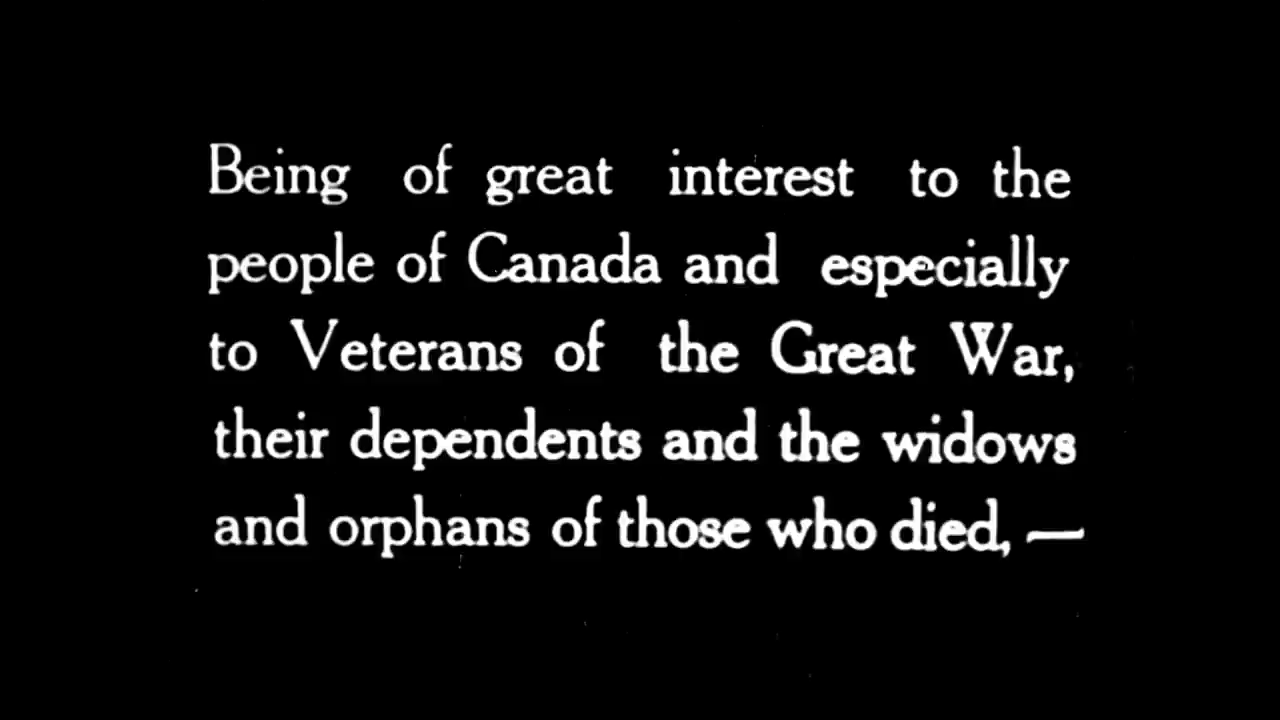 Being of great interest to the
people of Canada and especially
to Veterans of the Great War,
their dependents and the widows
and orphans of those who died, —